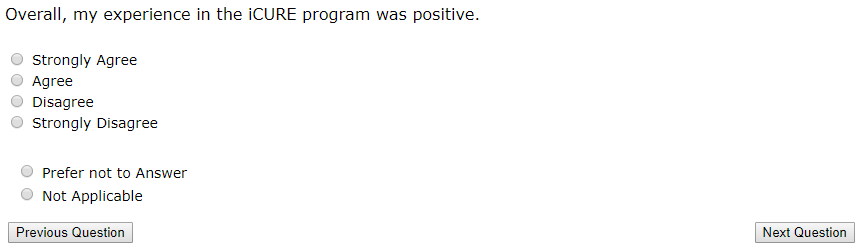 Overall, my experience in the iCURE program was positive.
Strongly Agree
Agree
Disagree
Strongly Disagree
Prefer not to Answer
Not Applicable
Previous Question Next Question